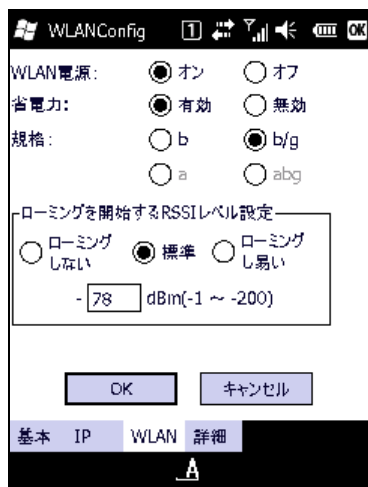 WLANConfig 1 OK
WLAN電源: オン オフ
省電力: 有効 無効
規格: b b/g
a abg
ローミングを開始するRSSIレベル設定
ローミングしない 標準 ローミングし易い
- 78 dBm(-1 ~ -200)
OK キャンセル
基本 IP WLAN 詳細
A